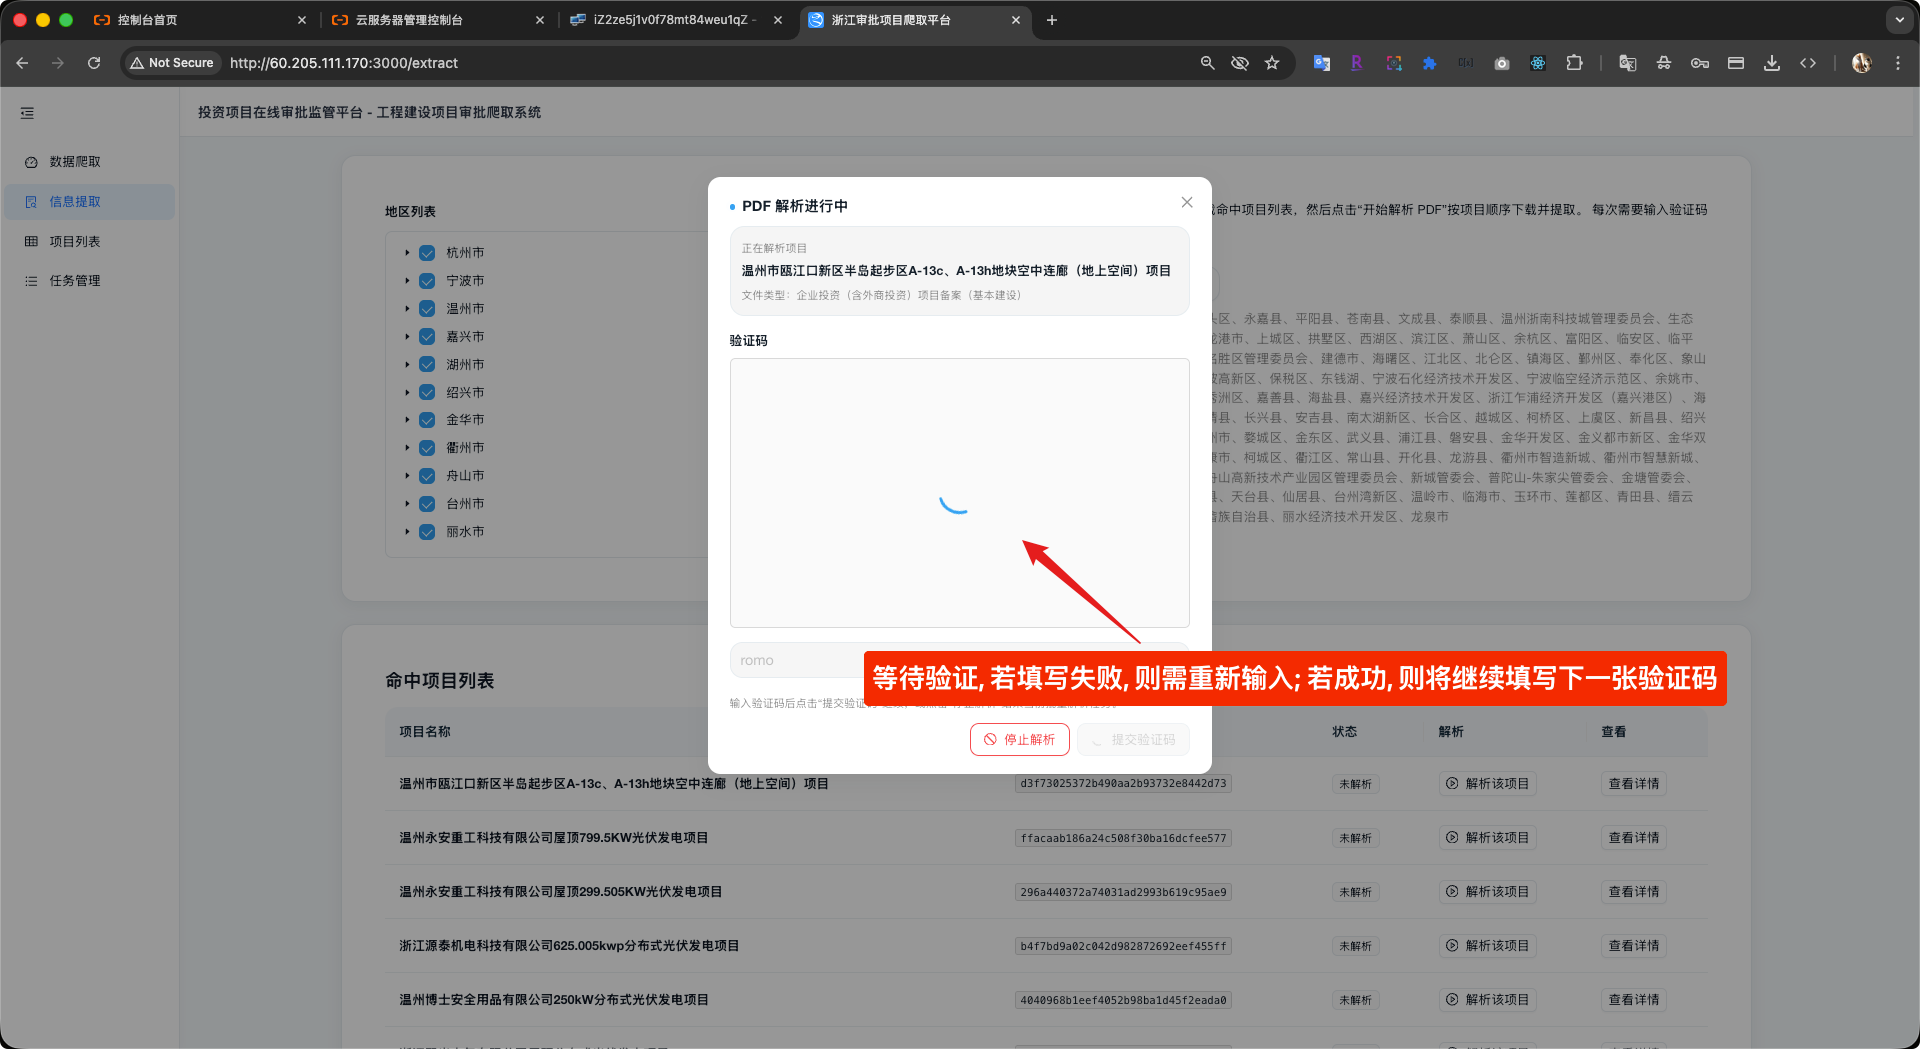 控制台首页
云服务器管理控制台
iZ2ze5j1v0f78mt84weu1qZ -
浙江审批项目爬取平台
Not Secure
http://60.205.111.170:3000/extract
投资项目在线审批监管平台 - 工程建设项目审批爬取系统
数据爬取
信息提取
项目列表
任务管理
地区列表
杭州市
宁波市
温州市
嘉兴市
湖州市
绍兴市
金华市
衢州市
舟山市
台州市
丽水市
命中项目列表，然后点击“开始解析 PDF”按项目顺序下载并提取。 每次需要输入验证码
区、永嘉县、平阳县、苍南县、文成县、泰顺县、温州浙南科技城管理委员会、生态
港市、上城区、拱墅区、西湖区、滨江区、萧山区、余杭区、富阳区、临安区、临平
胜区管理委员会、建德市、海曙区、江北区、北仑区、镇海区、鄞州区、奉化区、象山
高新区、保税区、东钱湖、宁波石化经济技术开发区、宁波临空经济示范区、余姚市、
洲区、嘉善县、海盐县、嘉兴经济技术开发区、浙江乍浦经济开发区（嘉兴港区）、海
县、长兴县、安吉县、南太湖新区、长合区、越城区、柯桥区、上虞区、新昌县、绍兴
市、婺城区、金东区、武义县、浦江县、磐安县、金华开发区、金义都市新区、金华双
市、柯城区、衢江区、常山县、开化县、龙游县、衢州市智造新城、衢州市智慧新城、
山高新技术产业园区管理委员会、新城管委会、普陀山-朱家尖管委会、金塘管委会、
、天台县、仙居县、台州湾新区、温岭市、临海市、玉环市、莲都区、青田县、缙云
族自治县、丽水经济技术开发区、龙泉市
PDF 解析进行中
正在解析项目
温州市瓯江口新区半岛起步区A-13c、A-13h地块空中连廊（地上空间）项目
文件类型：企业投资（含外商投资）项目备案（基本建设）
验证码
romo
等待验证, 若填写失败, 则需重新输入; 若成功, 则将继续填写下一张验证码
输入验证码后点击“提交验证码
停止解析
提交验证码
命中项目列表
项目名称
状态
解析
查看
温州市瓯江口新区半岛起步区A-13c、A-13h地块空中连廊（地上空间）项目
d3f73025372b490aa2b93732e8442d73
未解析
解析该项目
查看详情
温州永安重工科技有限公司屋顶799.5KW光伏发电项目
ffacaab186a24c508f30ba16dcfee577
未解析
解析该项目
查看详情
温州永安重工科技有限公司屋顶299.505KW光伏发电项目
296a440372a74031ad2993b619c95ae9
未解析
解析该项目
查看详情
浙江源泰机电科技有限公司625.005kwp分布式光伏发电项目
b4f7bd9a02c042d982872692eef455ff
未解析
解析该项目
查看详情
温州博士安全用品有限公司250kW分布式光伏发电项目
4040968b1eef4052b98ba1d45f2eada0
未解析
解析该项目
查看详情